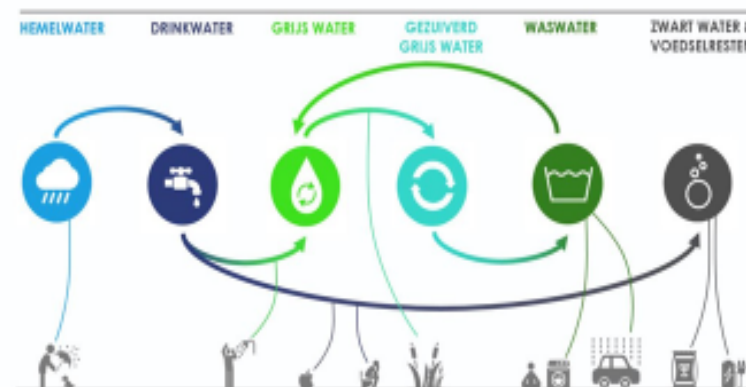 HEMELWATER
DRINKWATER
GRIJS WATER
GEZUIVERD
GRIJS WATER
WASWATER
ZWART WATER &
VOEDSELRESTEN